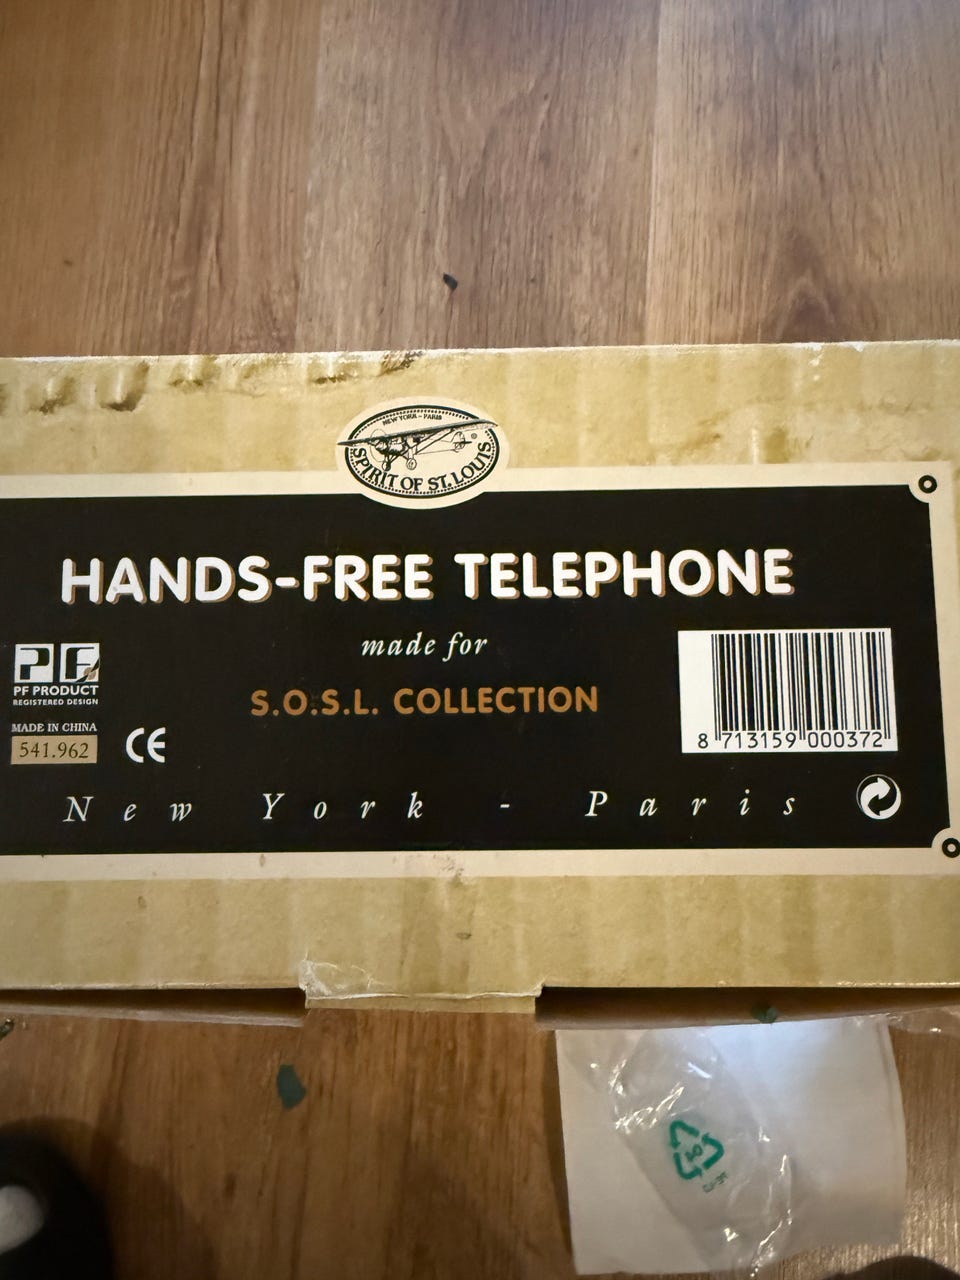 NEW YORK - PARIS
®
SPIRIT OF ST. LOUIS
HANDS-FREE TELEPHONE
made for
S.O.S.L. COLLECTION
PF
PF PRODUCT
REGISTERED DESIGN
MADE IN CHINA
541.962
CE
8 713159 000372
New York - Paris